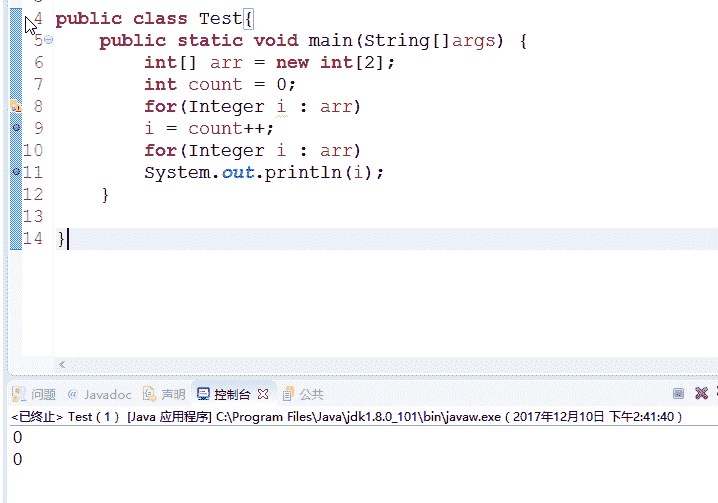 4 public class Test{
5 public static void main(String[]args) {
6 int[] arr = new int[2];
7 int count = 0;
8 for(Integer i : arr)
9 i = count++;
10 for(Integer i : arr)
11 System.out.println(i);
12 }
13
14 }
问题 @ Javadoc 声明 控制台 公共
<已终止> Test ( 1 ) [Java 应用程序] C:\Program Files\Java\jdk1.8.0_101\bin\javaw.exe ( 2017年12月10日 下午2:41:40 )
0
0